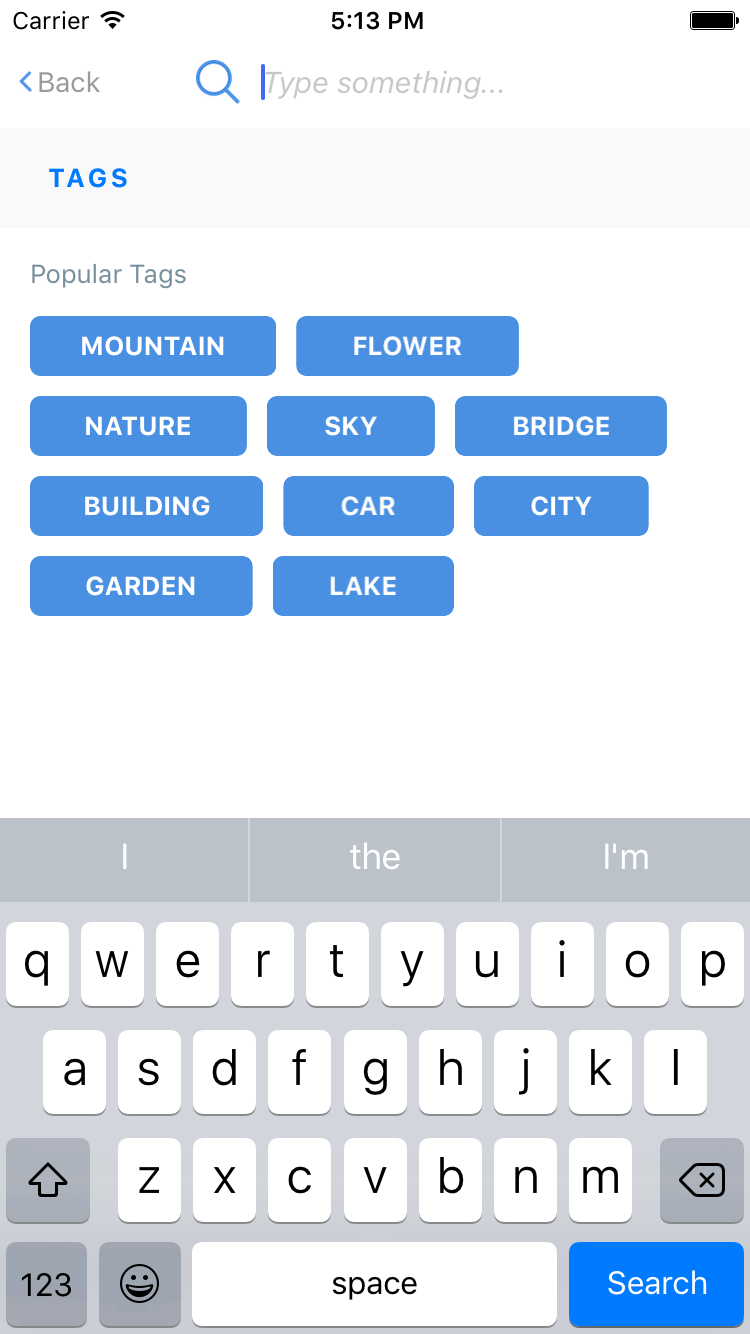 Carrier 5:13 PM
Back Type something...
TAGS
Popular Tags
MOUNTAIN FLOWER
NATURE SKY BRIDGE
BUILDING CAR CITY
GARDEN LAKE
I the I'm
q w e r t y u i o p
a s d f g h j k l
z x c v b n m
123 space Search